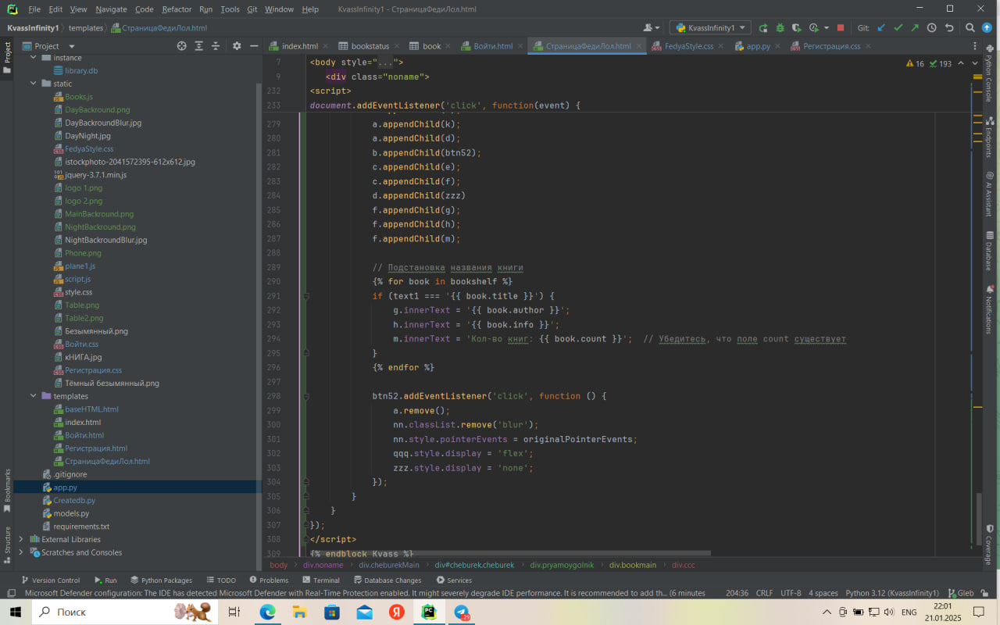 File Edit View Navigate Code Refactor Run Tools Git Window Help KvassInfinity1 - СтраницаФедиЛол.html
KvassInfinity1 templates СтраницаФедиЛол.html KvassInfinity1 Git:
Project
index.html bookstatus book Войти.html СтраницаФедиЛол.html FedyaStyle.css app.py Регистрация.css
instance
library.db
static
Books.js
DayBackround.png
DayBackroundBlur.jpg
DayNight.jpg
FedyaStyle.css
istockphoto-2041572395-612x612.jpg
jquery-3.7.1.min.js
logo 1.png
logo 2.png
MainBackround.png
NightBackround.png
NightBackroundBlur.jpg
Phone.png
plane1.js
script.js
style.css
Table.png
Table2.png
Безымянный.png
Войти.css
кНИГА.jpg
Регистрация.css
Тёмный безымянный.png
templates
baseHTML.html
index.html
Войти.html
Регистрация.html
СтраницаФедиЛол.html
.gitignore
app.py
Createdb.py
models.py
requirements.txt
External Libraries
Scratches and Consoles
7 <body style="...">
9 <div class="noname">
232 <script>
233 document.addEventListener('click', function(event) {
279 a.appendChild(k);
280 a.appendChild(d);
281 b.appendChild(btn52);
282 c.appendChild(e);
283 c.appendChild(f);
284 d.appendChild(zzz)
285 f.appendChild(g);
286 f.appendChild(h);
287 f.appendChild(m);
288
289 // Подстановка названия книги
290 {% for book in bookshelf %}
291 if (text1 === '{{ book.title }}') {
292 g.innerText = '{{ book.author }}';
293 h.innerText = '{{ book.info }}';
294 m.innerText = 'Кол-во книг: {{ book.count }}'; // Убедитесь, что поле count существует
295 }
296 {% endfor %}
297
298 btn52.addEventListener('click', function () {
299 a.remove();
300 nn.classList.remove('blur');
301 nn.style.pointerEvents = originalPointerEvents;
302 qqq.style.display = 'flex';
303 zzz.style.display = 'none';
304 });
305 }
306 }
307 });
308 </script>
309 {% endblock Kvass %}
16 193
body div.noname div.cheburekMain div#cheburek.cheburek div.pryamoygolnik div.bookmain div.ccc
Project
Bookmarks
Structure
Python Console
Endpoints
AI Assistant
Database
Notifications
Coverage
Version Control Run Python Packages TODO Problems Terminal Database Changes Services
Microsoft Defender configuration: The IDE has detected Microsoft Defender with Real-Time Protection enabled. It might severely degrade IDE performance. It is recommended to add th... (6 minutes 204:36 CRLF UTF-8 4 spaces Python 3.12 (KvassInfinity1) Gleb
Поиск
PC
Я
29
ENG
22:01
21.01.2025